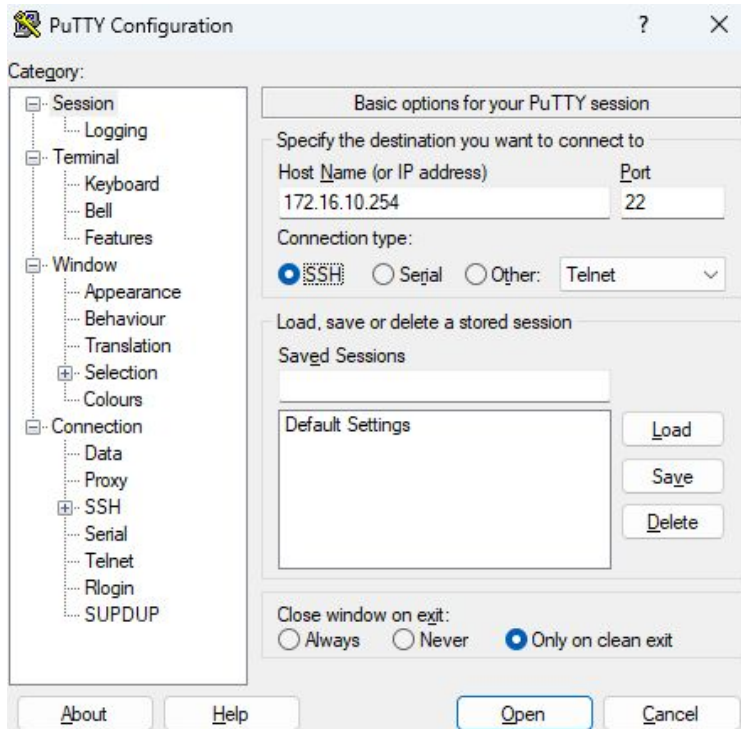 PuTTY Configuration
?
Category:
Session
Logging
Terminal
Keyboard
Bell
Features
Window
Appearance
Behaviour
Translation
Selection
Colours
Connection
Data
Proxy
SSH
Serial
Telnet
Rlogin
SUPDUP
Basic options for your PuTTY session
Specify the destination you want to connect to
Host Name (or IP address) Port
172.16.10.254 22
Connection type:
SSH Serial Other: Telnet
Load, save or delete a stored session
Saved Sessions
Default Settings
Load
Save
Delete
Close window on exit:
Always Never Only on clean exit
About Help Open Cancel